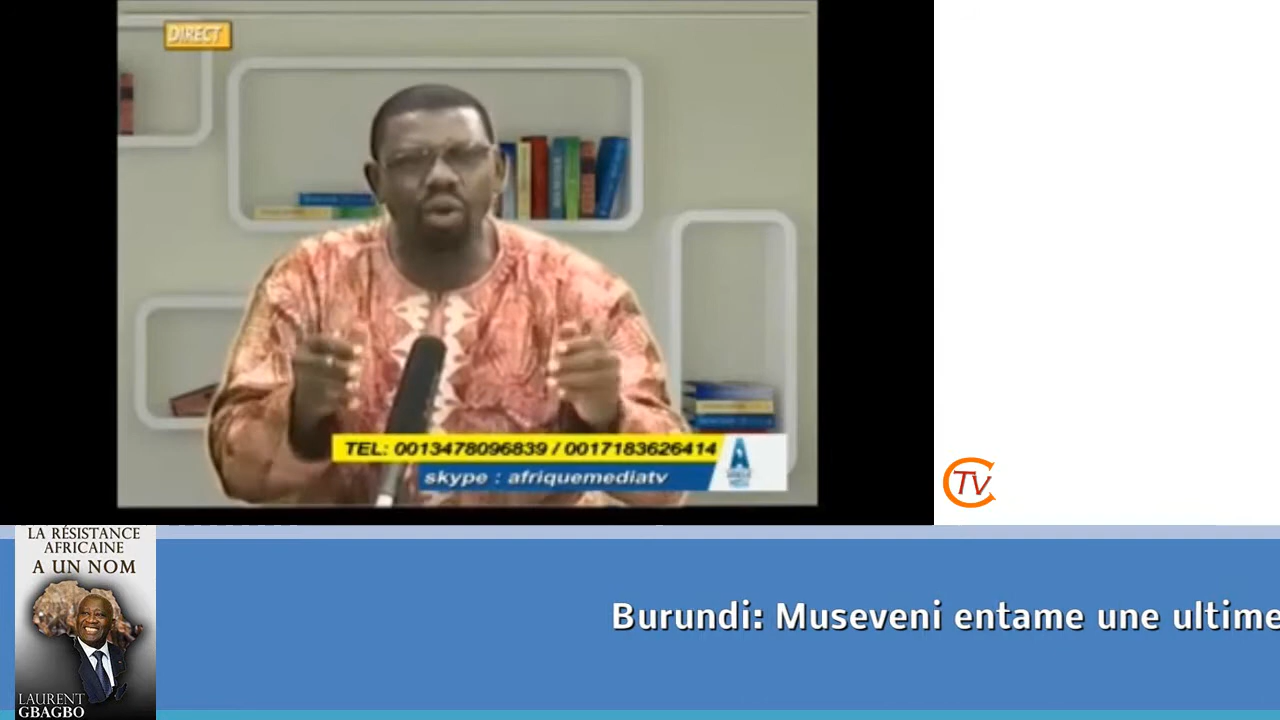 DIRECT
TEL: 0013478096839 / 0017183626414
skype : afriquemediatv
A
TV
LA RÉSISTANCE
AFRICAINE
A UN NOM
LAURENT
GBAGBO
Burundi: Museveni entame une ultime